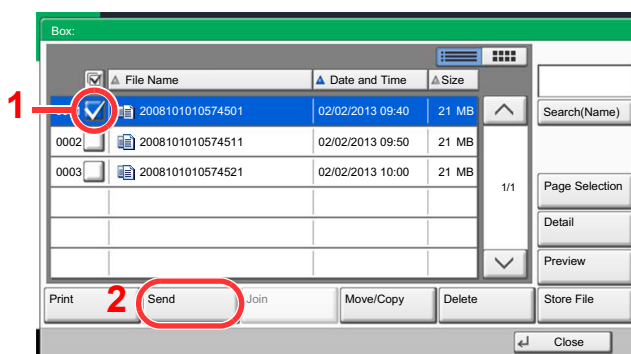 Box:
File Name Date and Time Size
1 2008101010574501 02/02/2013 09:40 21 MB Search(Name)
0002 2008101010574511 02/02/2013 09:50 21 MB
0003 2008101010574521 02/02/2013 10:00 21 MB
1/1 Page Selection
Detail
Preview
Print 2 Send Join Move/Copy Delete Store File
Close